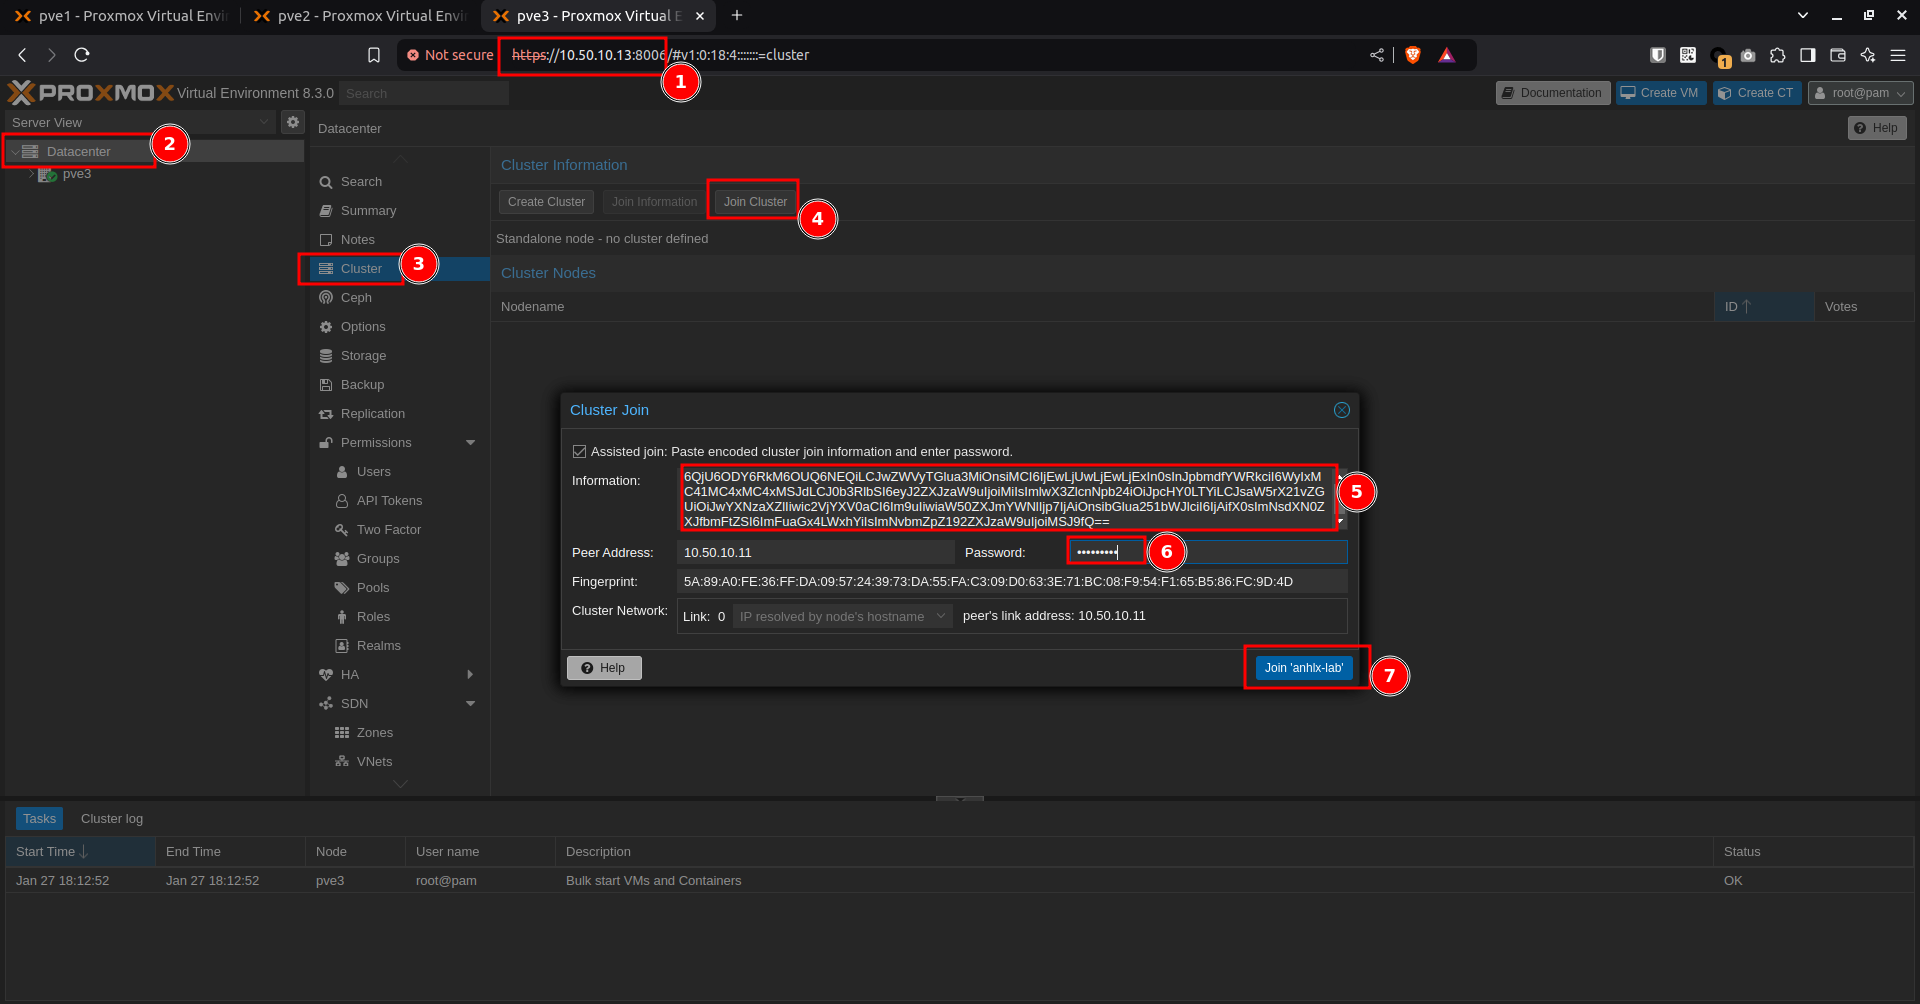 pve1 - Proxmox Virtual Envir
pve2 - Proxmox Virtual Envir
pve3 - Proxmox Virtual E
Not secure https://10.50.10.13:8006/#v1:0:18:4:::::::=cluster
1
1
PROXMOX Virtual Environment 8.3.0 Search
Documentation Create VM Create CT root@pam
Server View
Datacenter
Help
Datacenter
2
pve3
Search
Summary
Notes
Cluster
3
Ceph
Options
Storage
Backup
Replication
Permissions
Users
API Tokens
Two Factor
Groups
Pools
Roles
Realms
HA
SDN
Zones
VNets
Cluster Information
Create Cluster Join Information Join Cluster
4
Standalone node - no cluster defined
Cluster Nodes
Nodename ID Votes
Cluster Join
Assisted join: Paste encoded cluster join information and enter password.
Information:
6QjU6ODY6RkM6OUQ6NEQiLCJwZWVyTGlua3MiOnsiMCI6IjEwLjUwLjEwLjExIn0sInJpbmdfYWRkciI6WyIxM
C41MC4xMC4xMSJdLCJ0b3RlbSI6eyJ2ZXJzaW9uIjoiMiIsImlwX3ZlcnNpb24iOiJpcHY0LTYiLCJsaW5rX21vZG
UiOiJwYXNzaXZlIiwic2VjYXV0aCI6Im9uIiwiaW50ZXJmYWNlIjp7IjAiOnsibGlua251bWJlciI6IjAifX0sImNsdXN0Z
XJfbmFtZSI6ImFuaGx4LWxhYiIsImNvbmZpZ192ZXJzaW9uIjoiMSJ9fQ==
5
Peer Address: 10.50.10.11 Password: •••••••••
6
Fingerprint: 5A:89:A0:FE:36:FF:DA:09:57:24:39:73:DA:55:FA:C3:09:D0:63:3E:71:BC:08:F9:54:F1:65:B5:86:FC:9D:4D
Cluster Network: Link: 0 IP resolved by node's hostname peer's link address: 10.50.10.11
Help Join 'anhlx-lab'
7
Tasks Cluster log
Start Time End Time Node User name Description Status
Jan 27 18:12:52 Jan 27 18:12:52 pve3 root@pam Bulk start VMs and Containers OK